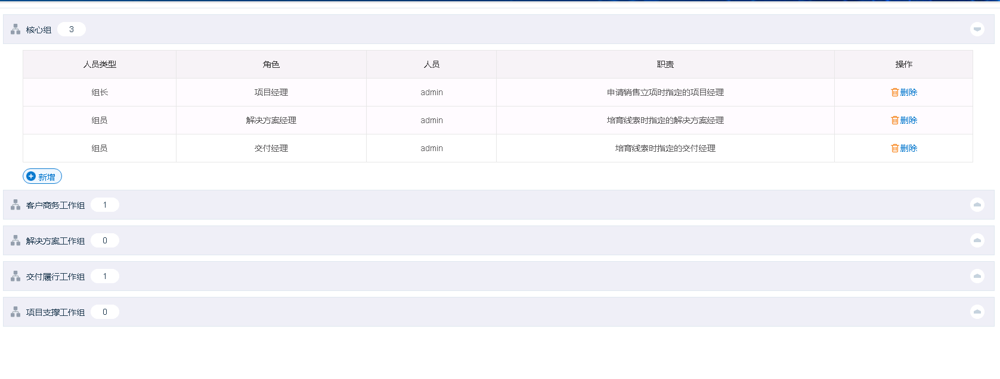 核心组 3
人员类型 角色 人员 职责 操作
组长 项目经理 admin 申请销售立项时指定的项目经理 删除
组员 解决方案经理 admin 培育线索时指定的解决方案经理 删除
组员 交付经理 admin 培育线索时指定的交付经理 删除
新增
客户商务工作组 1
解决方案工作组 0
交付履行工作组 1
项目支撑工作组 0